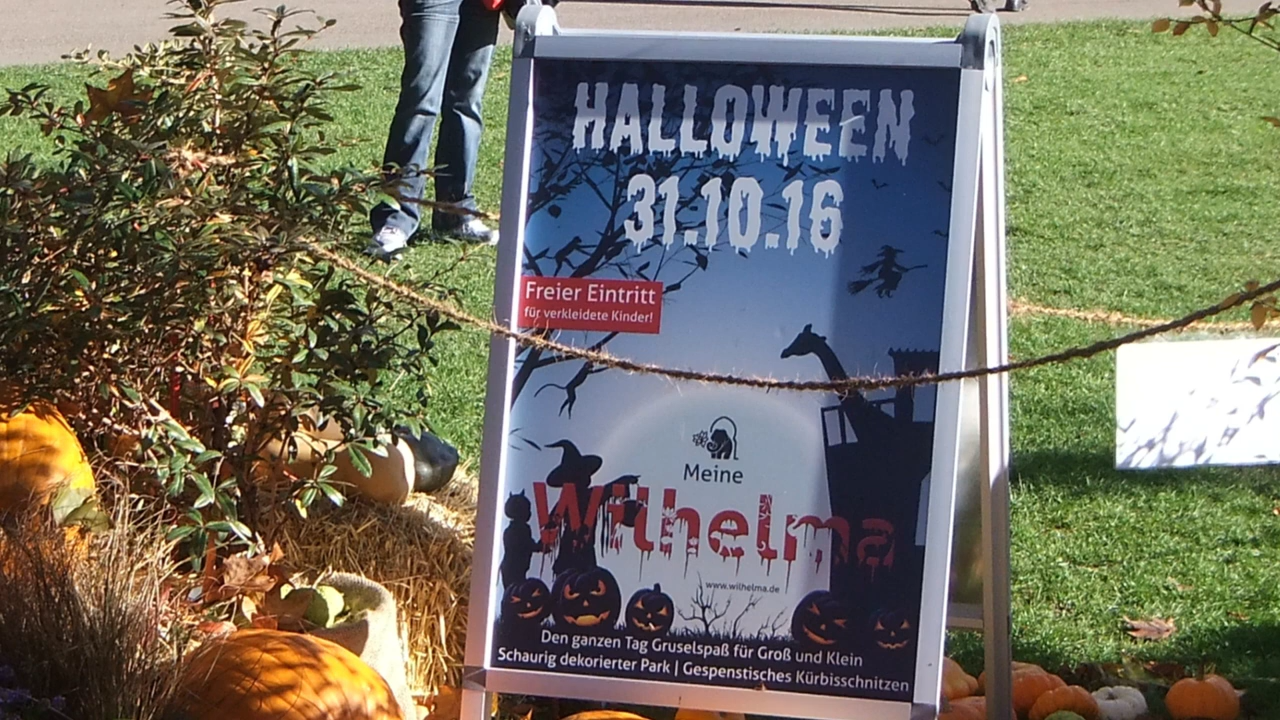 HALLOWEEN
31.10.16
Freier Eintritt
für verkleidete Kinder!
Meine
Wilhelma
www.wilhelma.de
Den ganzen Tag Gruselspaß für Groß und Klein
Schaurig dekorierter Park | Gespenstisches Kürbisschnitzen